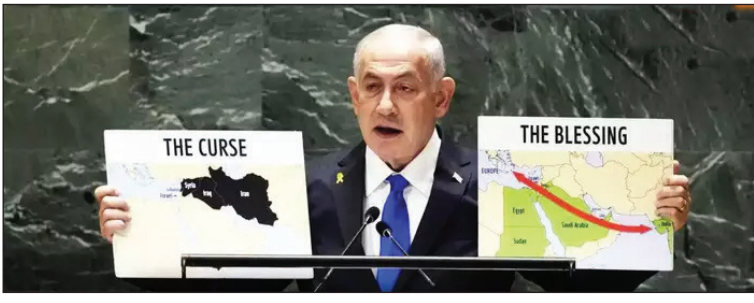 THE CURSE
Syria
Iraq
Iran
THE BLESSING
EUROPE
Egypt
Saudi Arabia
Sudan
India